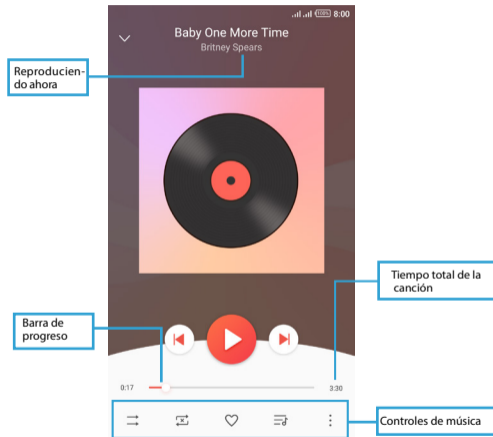 100% 8:00
Baby One More Time
Britney Spears
Reproducien-
do ahora
Tiempo total de la
canción
Barra de
progreso
0:17
3:30
Controles de música